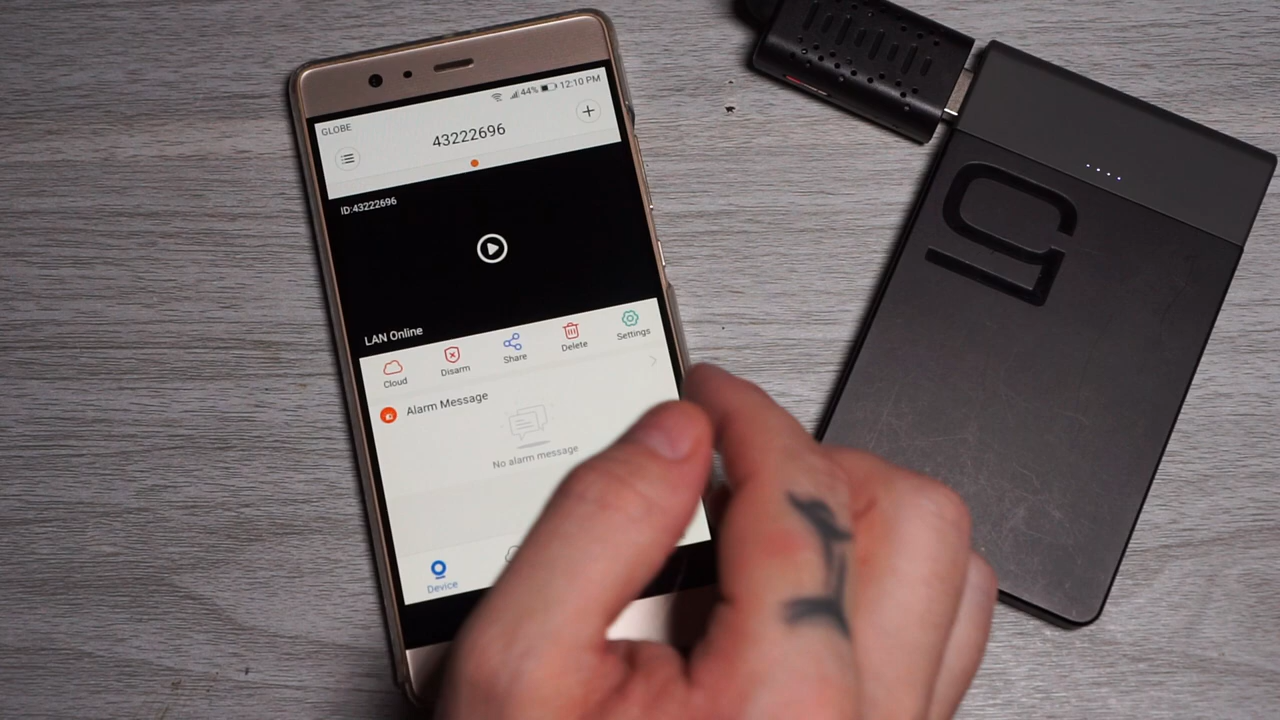 GLOBE
44% 12:10 PM
43222696
ID:43222696
LAN Online
Cloud
Disarm
Share
Delete
Settings
Alarm Message
No alarm message
Device